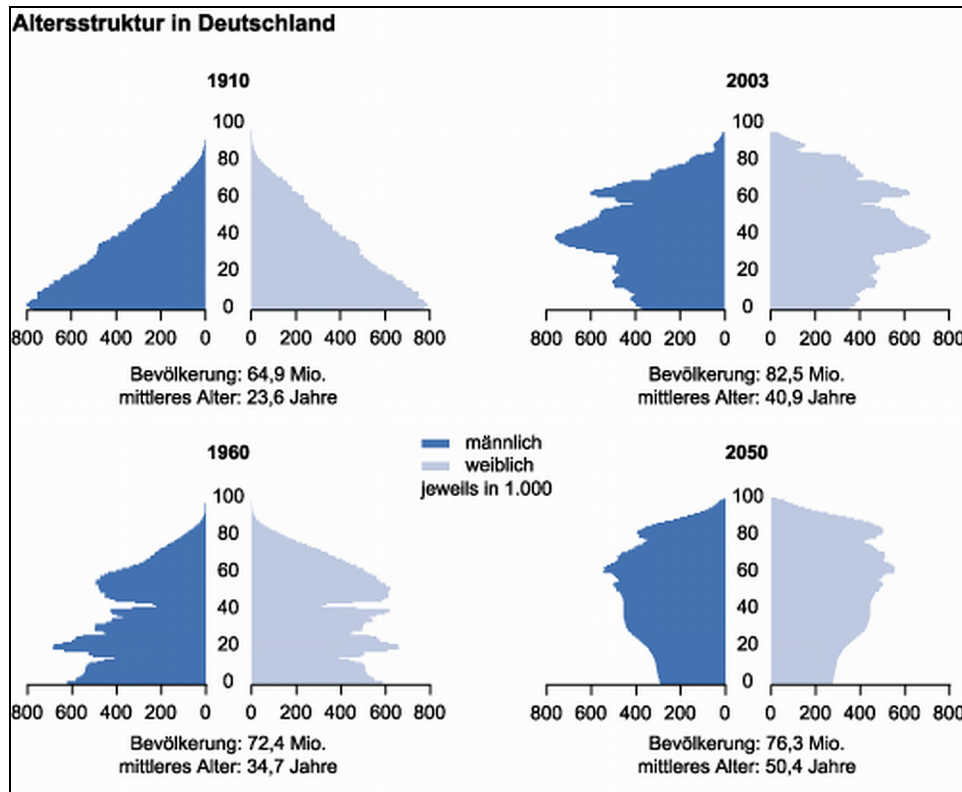 Altersstruktur in Deutschland
1910
100
80
60
40
20
0
800 600 400 200 0 0 200 400 600 800
Bevölkerung: 64,9 Mio.
mittleres Alter: 23,6 Jahre
2003
100
80
60
40
20
0
800 600 400 200 0 0 200 400 600 800
Bevölkerung: 82,5 Mio.
mittleres Alter: 40,9 Jahre
männlich
weiblich
jeweils in 1.000
1960
100
80
60
40
20
0
800 600 400 200 0 0 200 400 600 800
Bevölkerung: 72,4 Mio.
mittleres Alter: 34,7 Jahre
2050
100
80
60
40
20
0
800 600 400 200 0 0 200 400 600 800
Bevölkerung: 76,3 Mio.
mittleres Alter: 50,4 Jahre